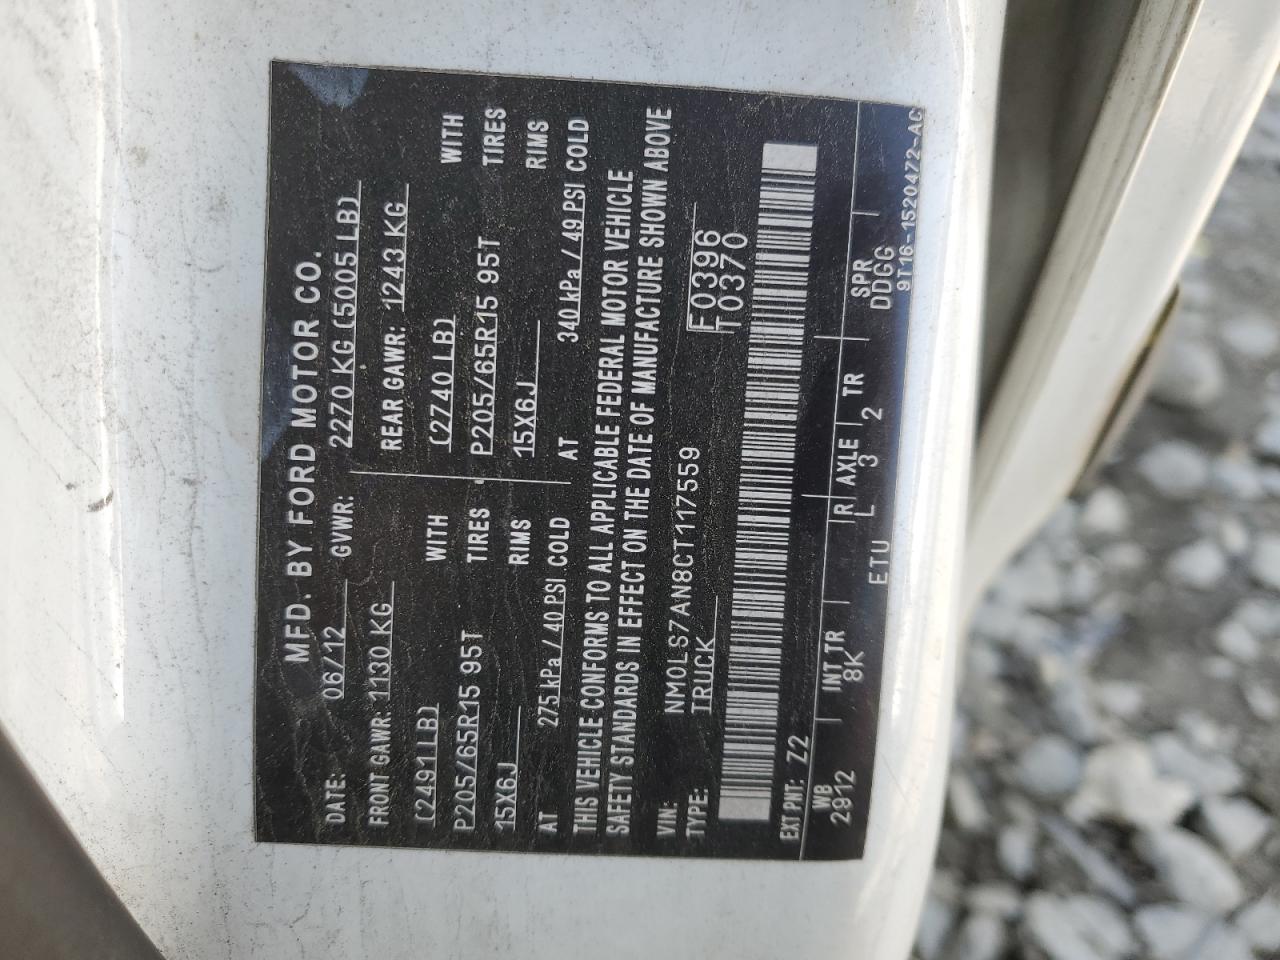 MFD. BY FORD MOTOR CO.
DATE: 06/12 GVWR: 2270 KG (5005 LB)
FRONT GAWR: 1130 KG REAR GAWR: 1243 KG
(2491LB) WITH (2740 LB) WITH
P205/65R15 95T TIRES P205/65R15 95T TIRES
15X6J RIMS 15X6J RIMS
AT 275 kPa / 40 PSI COLD AT 340 kPa / 49 PSI COLD
THIS VEHICLE CONFORMS TO ALL APPLICABLE FEDERAL MOTOR VEHICLE
SAFETY STANDARDS IN EFFECT ON THE DATE OF MANUFACTURE SHOWN ABOVE
VIN: NM0LS7AN8CT117559 F0396
TYPE: TRUCK T0370
EXT PNT: Z2
WB INT TR R AXLE TR SPR
2912 8K ETU L 3 2 DDGG
9T16-1520472-AC